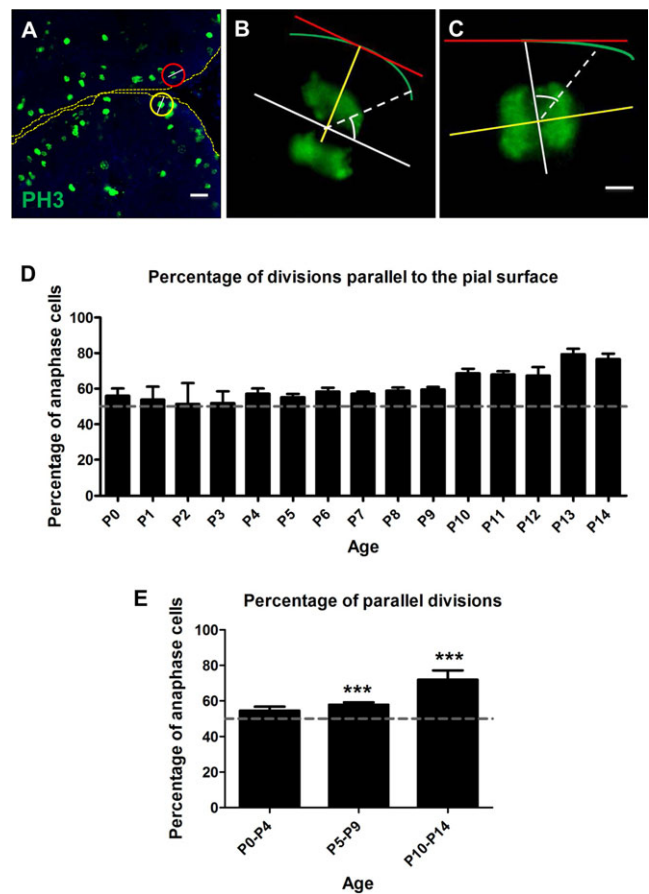 A
B
C
PH3
D
Percentage of divisions parallel to the pial surface
Percentage of anaphase cells
100
80
60
40
20
0
P0 P1 P2 P3 P4 P5 P6 P7 P8 P9 P10 P11 P12 P13 P14
Age
E
Percentage of parallel divisions
Percentage of anaphase cells
100
80
60
40
20
0
***
***
P0-P4 P5-P9 P10-P14
Age